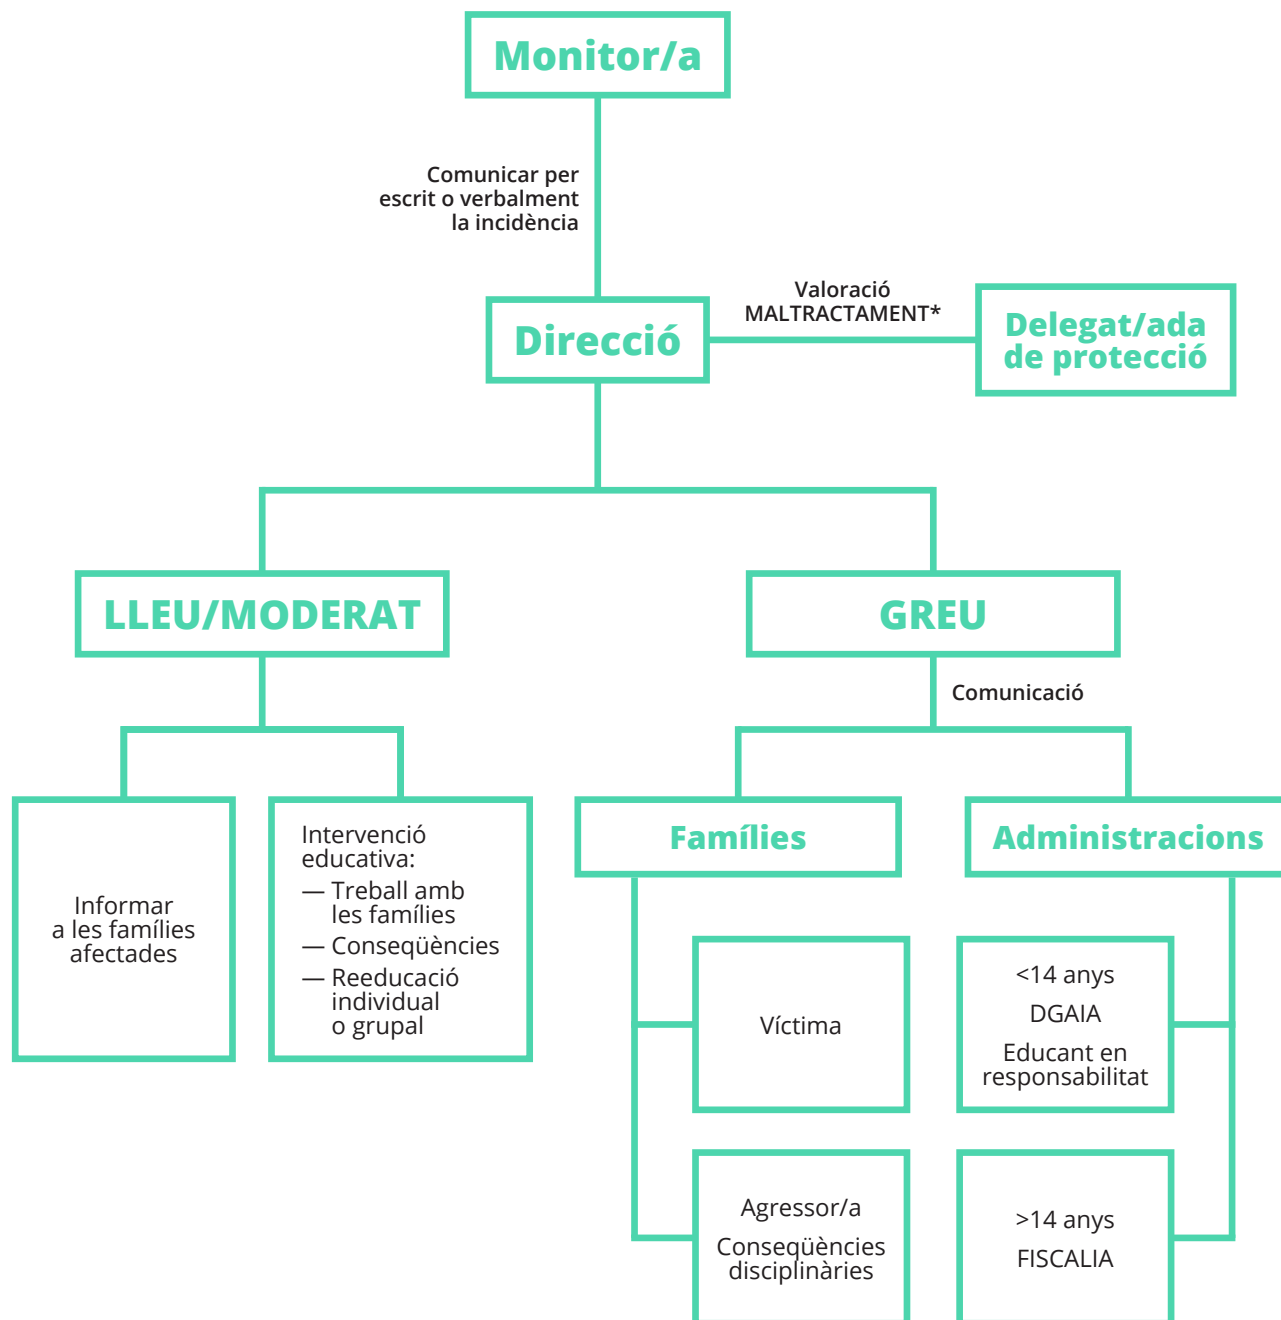 Monitor/a
Comunicar per
escrit o verbalment
la incidència
Valoració
MALTRACTAMENT*
Direcció
Delegat/ada
de protecció
LLEU/MODERAT
GREU
Comunicació
Informar
a les famílies
afectades
Intervenció
educativa:
— Treball amb
les famílies
— Conseqüències
— Reeducació
individual
o grupal
Famílies
Administracions
Víctima
<14 anys
DGAIA
Educant en
responsabilitat
Agressor/a
Conseqüències
disciplinàries
>14 anys
FISCALIA